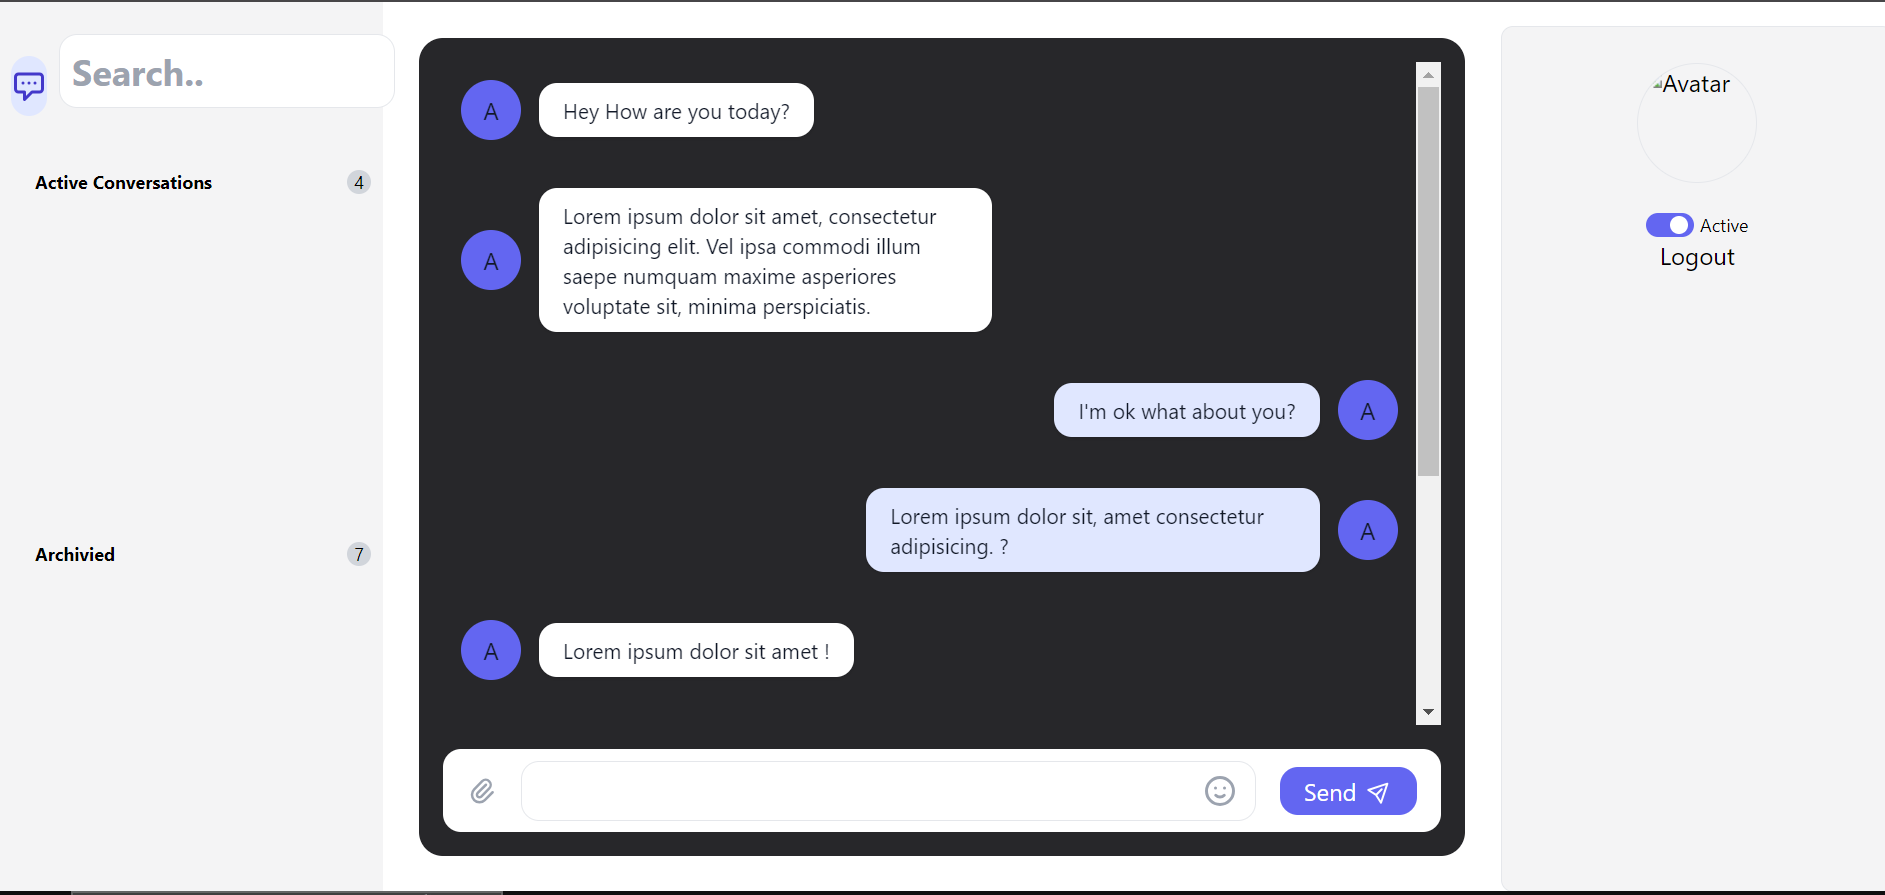 Search..
Active Conversations
4
Archivied
7
A
Hey How are you today?
A
Lorem ipsum dolor sit amet, consectetur
adipisicing elit. Vel ipsa commodi illum
saepe numquam maxime asperiores
voluptate sit, minima perspiciatis.
I'm ok what about you?
A
Lorem ipsum dolor sit, amet consectetur
adipisicing. ?
A
A
Lorem ipsum dolor sit amet !
Send
Avatar
Active
Logout